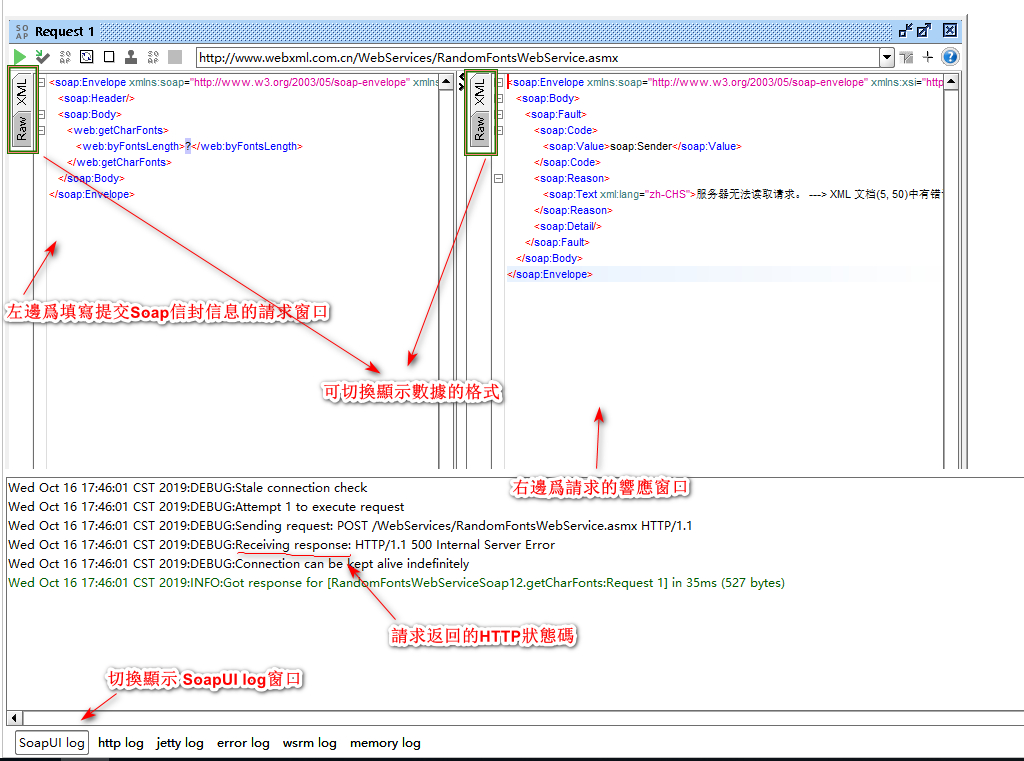 SO AP Request 1
http://www.webxml.com.cn/WebServices/RandomFontsWebService.asmx
XML
Raw
<soap:Envelope xmlns:soap="http://www.w3.org/2003/05/soap-envelope" xmlns
<soap:Header/>
<soap:Body>
<web:getCharFonts>
<web:byFontsLength>?</web:byFontsLength>
</web:getCharFonts>
</soap:Body>
</soap:Envelope>
左邊爲填寫提交Soap信封信息的請求窗口
XML
Raw
<soap:Envelope xmlns:soap="http://www.w3.org/2003/05/soap-envelope" xmlns:xsi="http
<soap:Body>
<soap:Fault>
<soap:Code>
<soap:Value>soap:Sender</soap:Value>
</soap:Code>
<soap:Reason>
<soap:Text xml:lang="zh-CHS">服务器无法读取请求。 ---> XML 文档(5, 50)中有错
</soap:Reason>
<soap:Detail/>
</soap:Fault>
</soap:Body>
</soap:Envelope>
可切換顯示數據的格式
右邊爲請求的響應窗口
Wed Oct 16 17:46:01 CST 2019:DEBUG:Stale connection check
Wed Oct 16 17:46:01 CST 2019:DEBUG:Attempt 1 to execute request
Wed Oct 16 17:46:01 CST 2019:DEBUG:Sending request: POST /WebServices/RandomFontsWebService.asmx HTTP/1.1
Wed Oct 16 17:46:01 CST 2019:DEBUG:Receiving response: HTTP/1.1 500 Internal Server Error
Wed Oct 16 17:46:01 CST 2019:DEBUG:Connection can be kept alive indefinitely
Wed Oct 16 17:46:01 CST 2019:INFO:Got response for [RandomFontsWebServiceSoap12.getCharFonts:Request 1] in 35ms (527 bytes)
請求返回的HTTP狀態碼
切換顯示 SoapUI log窗口
SoapUI log http log jetty log error log wsrm log memory log